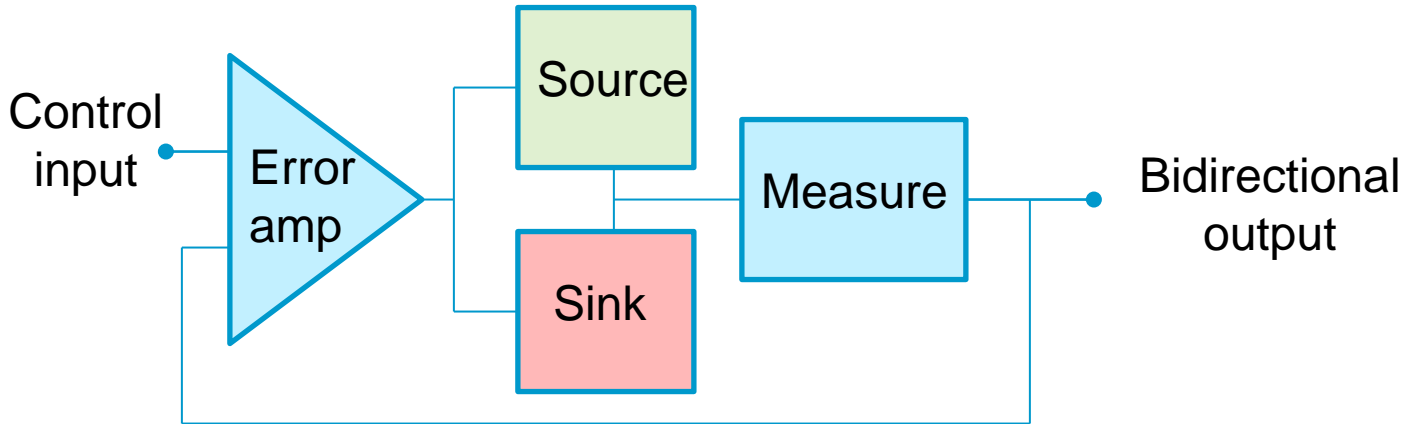 Control
input
Error
amp
Source
Sink
Measure
Bidirectional
output